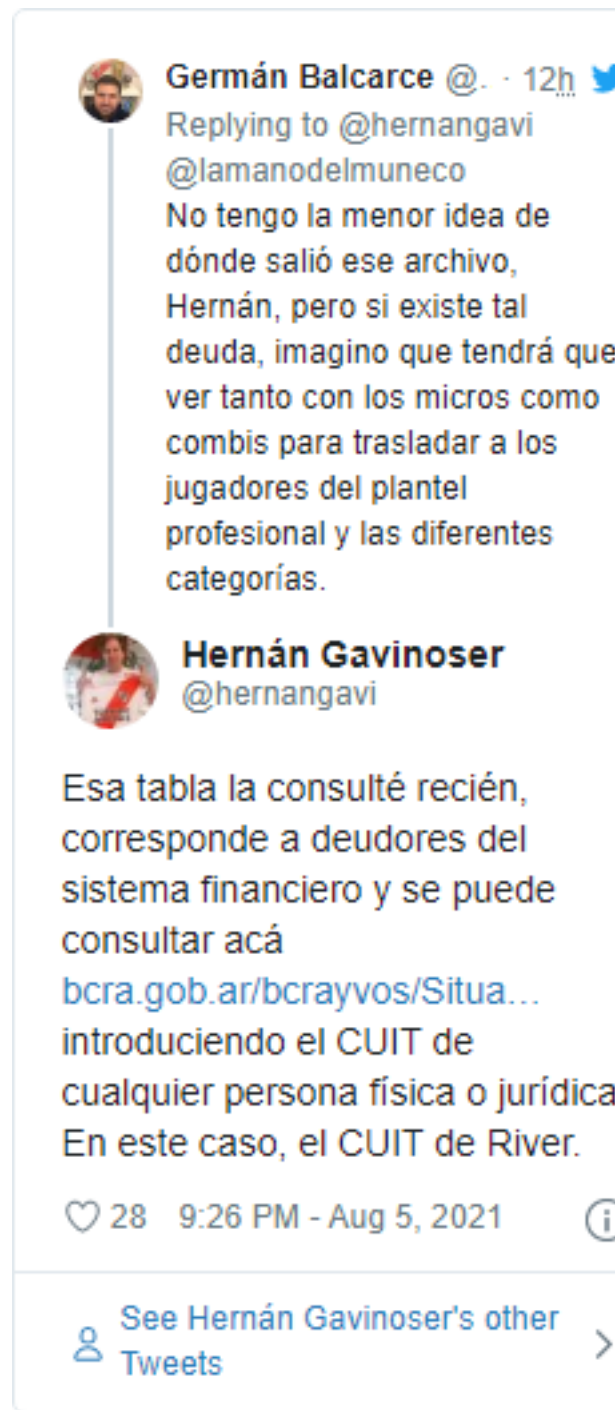 Germán Balcarce @. · 12h
Replying to @hernangavi
@lamanodelmuneco
No tengo la menor idea de
dónde salió ese archivo,
Hernán, pero si existe tal
deuda, imagino que tendrá que
ver tanto con los micros como
combis para trasladar a los
jugadores del plantel
profesional y las diferentes
categorías.
Hernán Gavinoser
@hernangavi
Esa tabla la consulté recién,
corresponde a deudores del
sistema financiero y se puede
consultar acá
bcra.gob.ar/bcrayvos/Situa...
introduciendo el CUIT de
cualquier persona física o jurídica
En este caso, el CUIT de River.
28 9:26 PM - Aug 5, 2021
See Hernán Gavinoser's other
Tweets